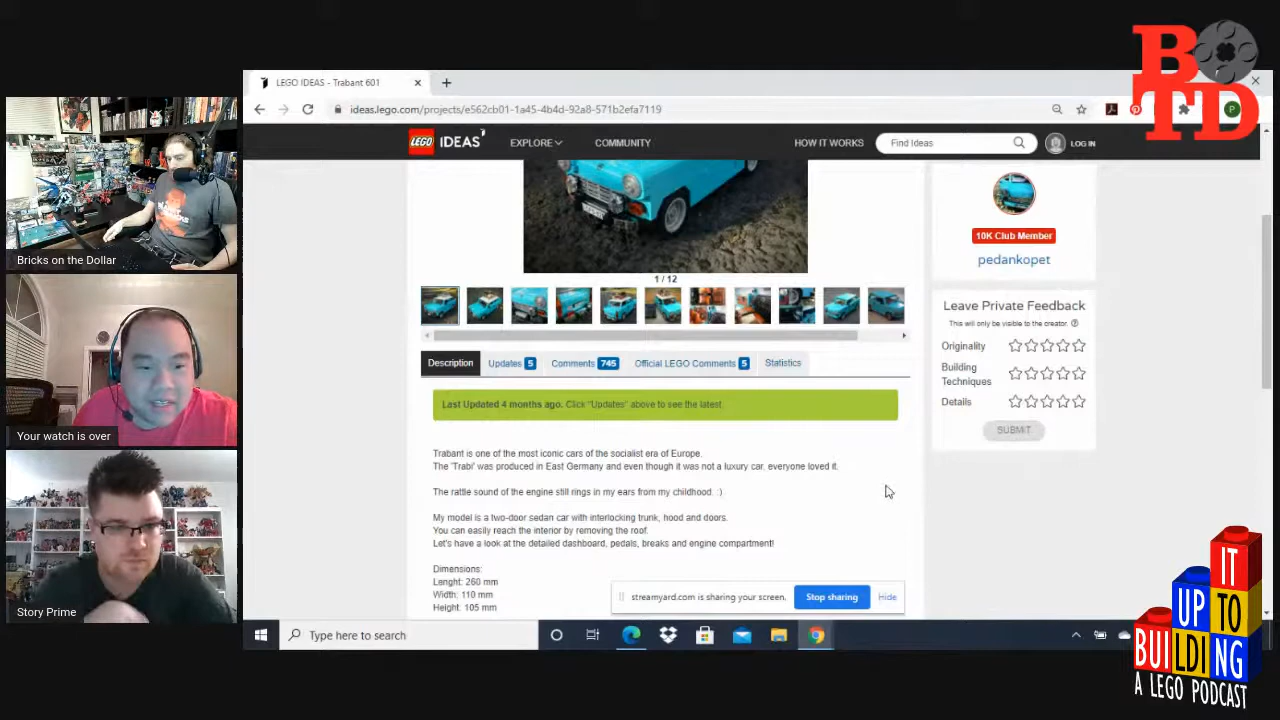 BOTD
LEGO IDEAS - Trabant 601
ideas.lego.com/projects/e562cb01-1a45-4b4d-92a8-571b2efa7119
P
LEGO IDEAS
EXPLORE
COMMUNITY
HOW IT WORKS
Find Ideas
LOG IN
1 / 12
10K Club Member
pedankopet
Leave Private Feedback
This will only be visible to the creator.
Originality
Building
Techniques
Details
SUBMIT
Description
Updates 5
Comments 745
Official LEGO Comments 5
Statistics
Last Updated 4 months ago. Click "Updates" above to see the latest.
Trabant is one of the most iconic cars of the socialist era of Europe.
The 'Trabi' was produced in East Germany and even though it was not a luxury car, everyone loved it.
The rattle sound of the engine still rings in my ears from my childhood. :)
My model is a two-door sedan car with interlocking trunk, hood and doors.
You can easily reach the interior by removing the roof.
Let's have a look at the detailed dashboard, pedals, breaks and engine compartment!
Dimensions:
Lenght: 260 mm
Width: 110 mm
Height: 105 mm
streamyard.com is sharing your screen.
Stop sharing
Hide
Type here to search
Bricks on the Dollar
Your watch is over
Story Prime
BUILDING
UP TO
IT
A LEGO PODCAST